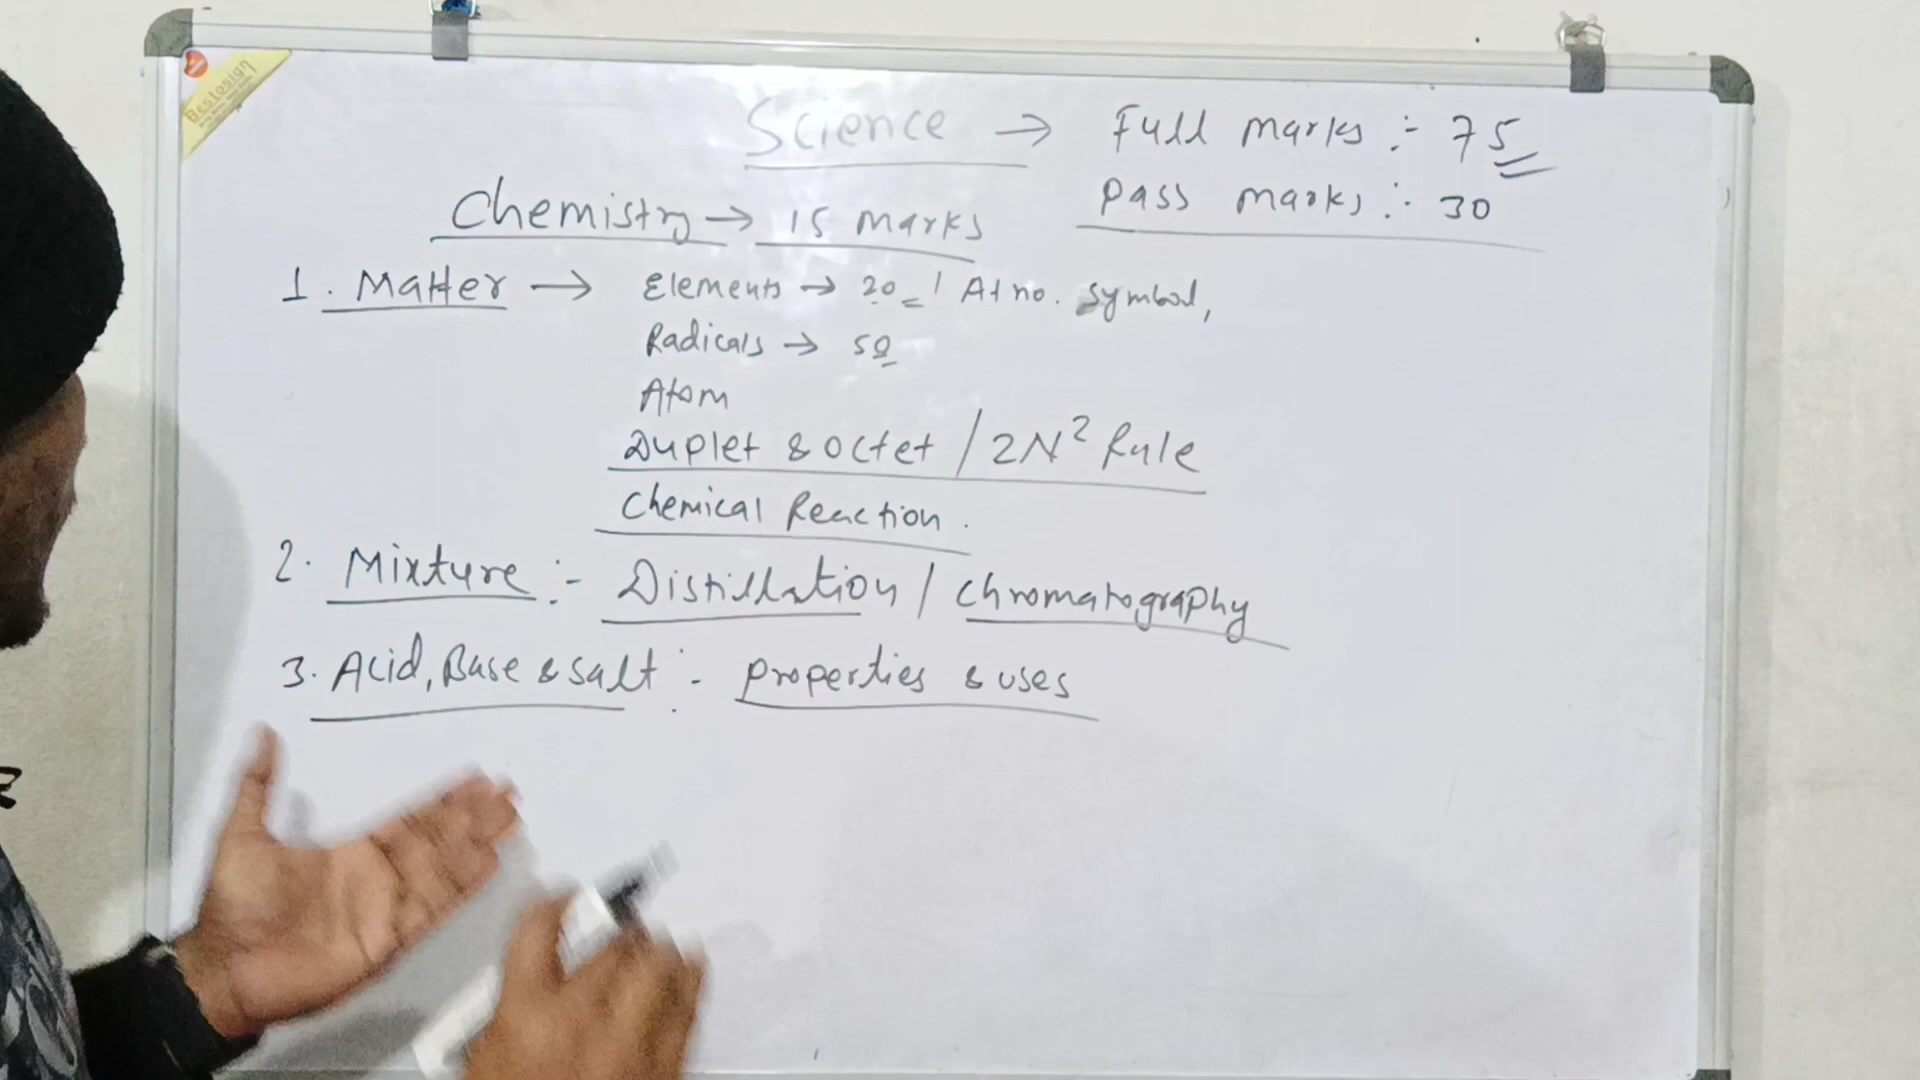 Bestosign
Science → Full marks :- 75
Pass marks :- 30
Chemistry → 15 marks
1. Matter → Elements → 20 / At no. symbol,
Radicals → 50
Atom
Duplet & Octet / 2N² Rule
Chemical Reaction.
2. Mixture :- Distillation / Chromatography
3. Acid, Base & Salt :- Properties & uses